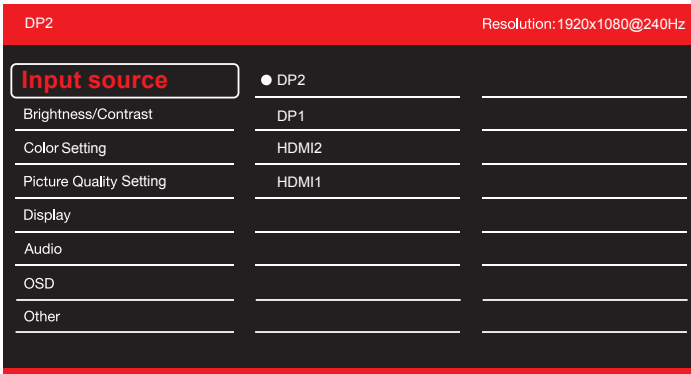 DP2 Resolution:1920x1080@240Hz
Input source DP2
Brightness/Contrast DP1
Color Setting HDMI2
Picture Quality Setting HDMI1
Display
Audio
OSD
Other